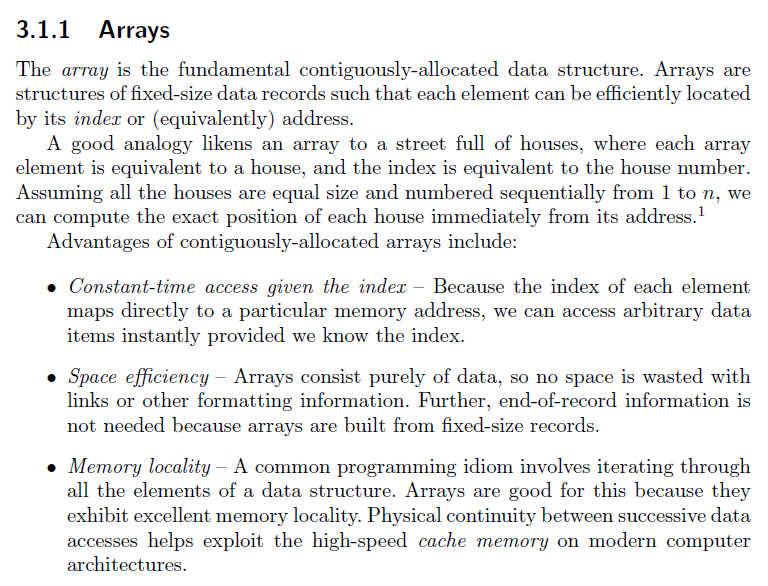 3.1.1 Arrays
The array is the fundamental contiguously-allocated data structure. Arrays are
structures of fixed-size data records such that each element can be efficiently located
by its index or (equivalently) address.
A good analogy likens an array to a street full of houses, where each array
element is equivalent to a house, and the index is equivalent to the house number.
Assuming all the houses are equal size and numbered sequentially from 1 to n, we
can compute the exact position of each house immediately from its address.¹
Advantages of contiguously-allocated arrays include:
• Constant-time access given the index – Because the index of each element
maps directly to a particular memory address, we can access arbitrary data
items instantly provided we know the index.
• Space efficiency – Arrays consist purely of data, so no space is wasted with
links or other formatting information. Further, end-of-record information is
not needed because arrays are built from fixed-size records.
• Memory locality – A common programming idiom involves iterating through
all the elements of a data structure. Arrays are good for this because they
exhibit excellent memory locality. Physical continuity between successive data
accesses helps exploit the high-speed cache memory on modern computer
architectures.